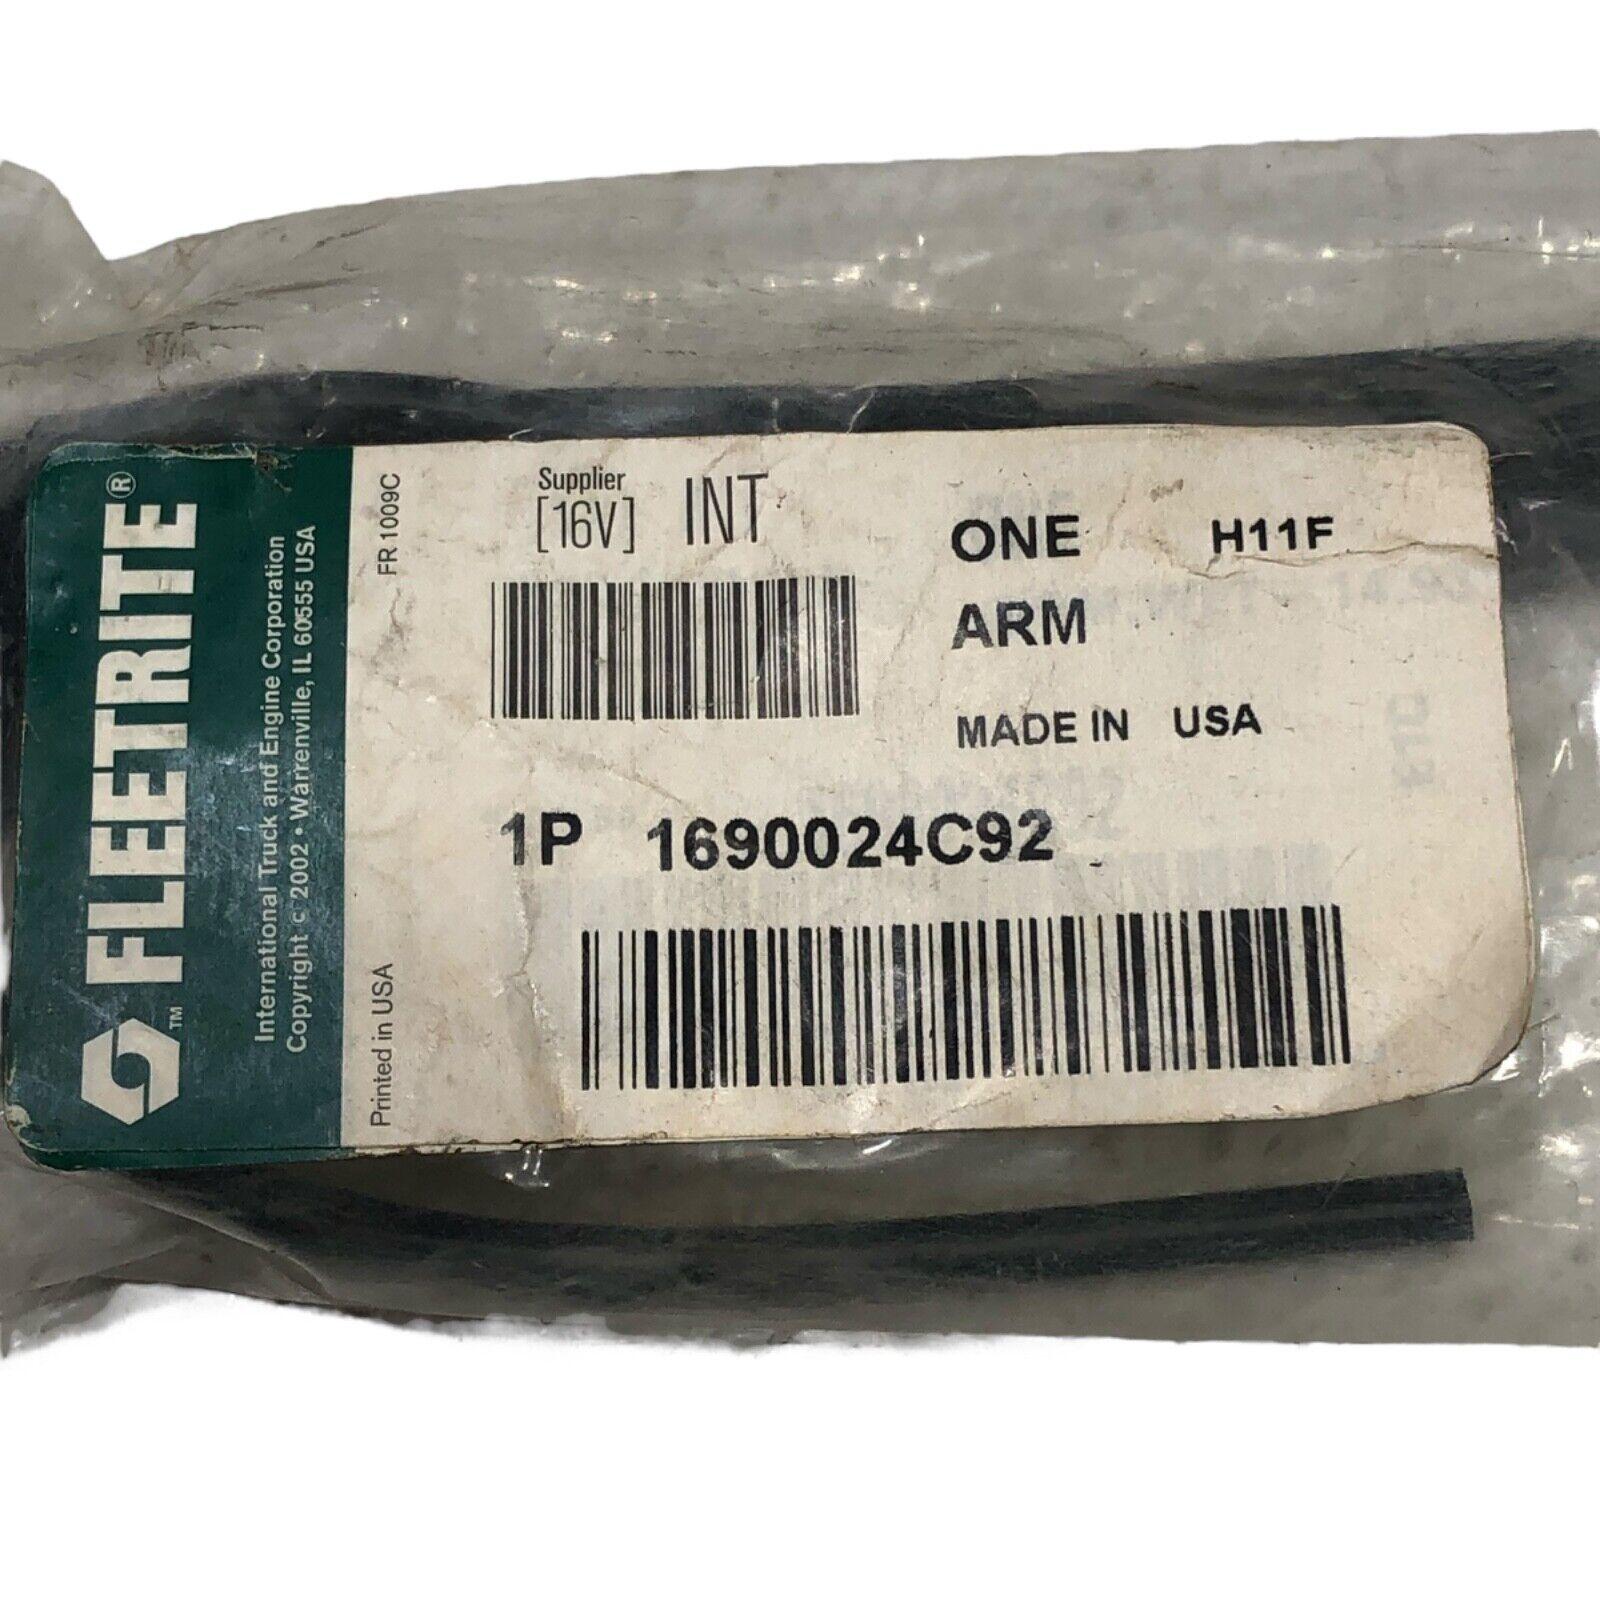 FLEETRITE®
TM
International Truck and Engine Corporation
Copyright c 2002 • Warrenville, IL 60555 USA
Printed in USA
FR 1009C
Supplier
[16V] INT
ONE H11F
ARM
MADE IN USA
1P 1690024C92